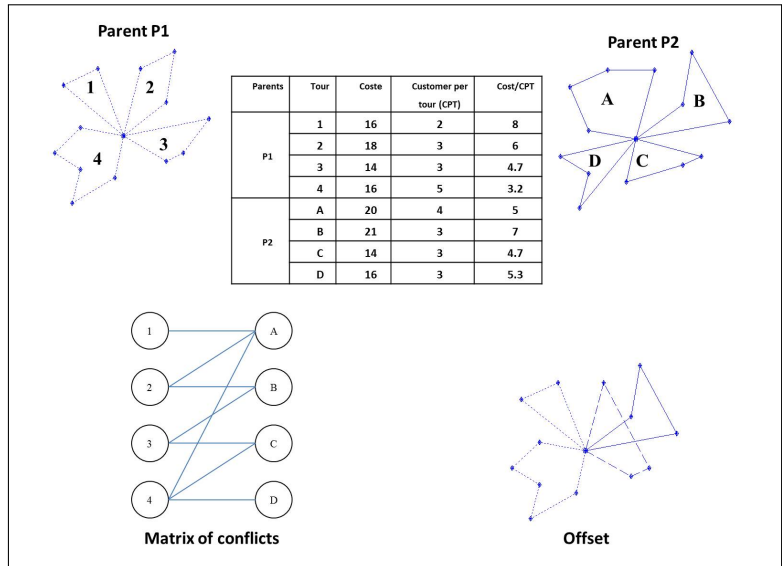 Parent P1
Parent P2
1
2
3
4
Parents Tour Coste Customer per tour (CPT) Cost/CPT
P1
1 16 2 8
2 18 3 6
3 14 3 4.7
4 16 5 3.2
P2
A 20 4 5
B 21 3 7
C 14 3 4.7
D 16 3 5.3
A
B
D C
1 A
2 B
3 C
4 D
Matrix of conflicts
Offset